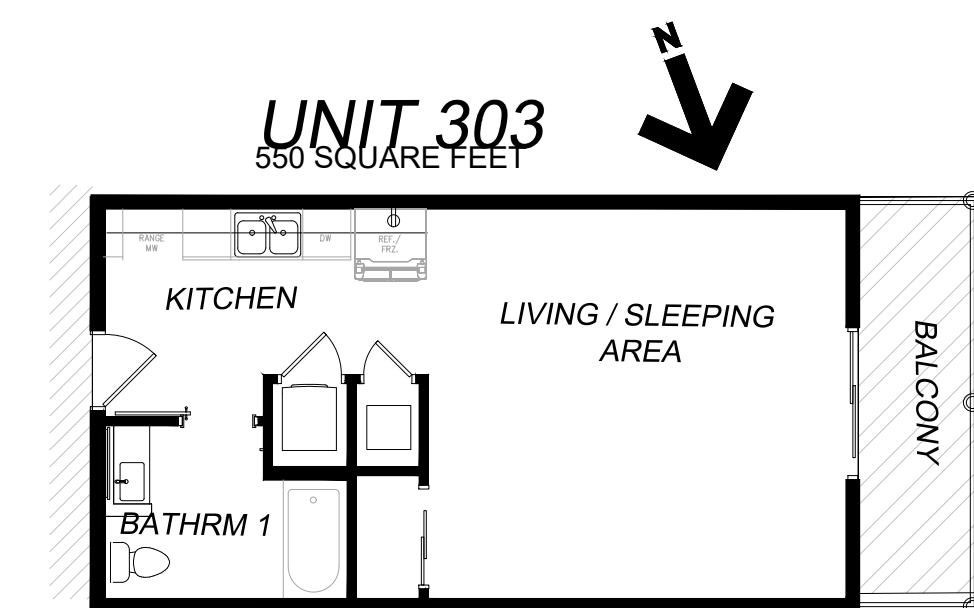 N
UNIT 303
550 SQUARE FEET
RANGE
MW
DW
REF./
FRZ.
KITCHEN
LIVING / SLEEPING
AREA
BALCONY
BATHRM 1